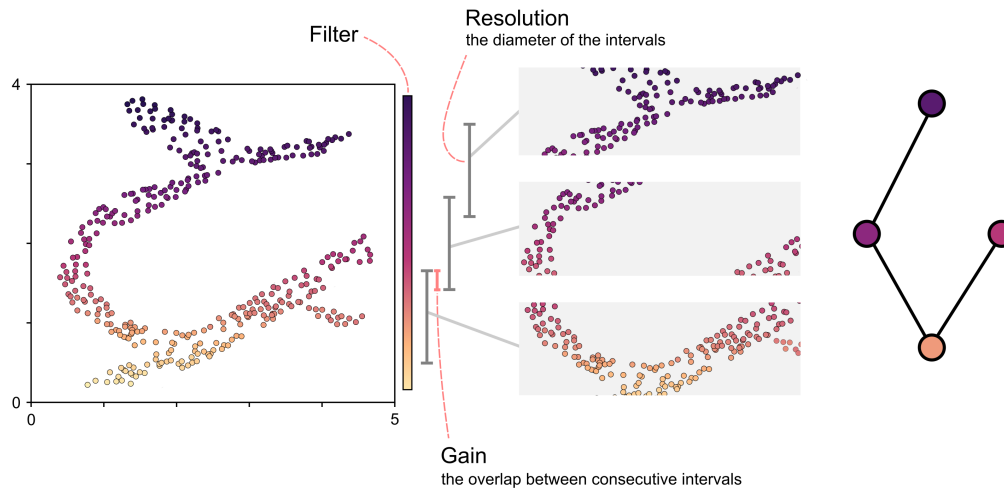 Resolution
the diameter of the intervals
Filter
4
0
0
5
Gain
the overlap between consecutive intervals